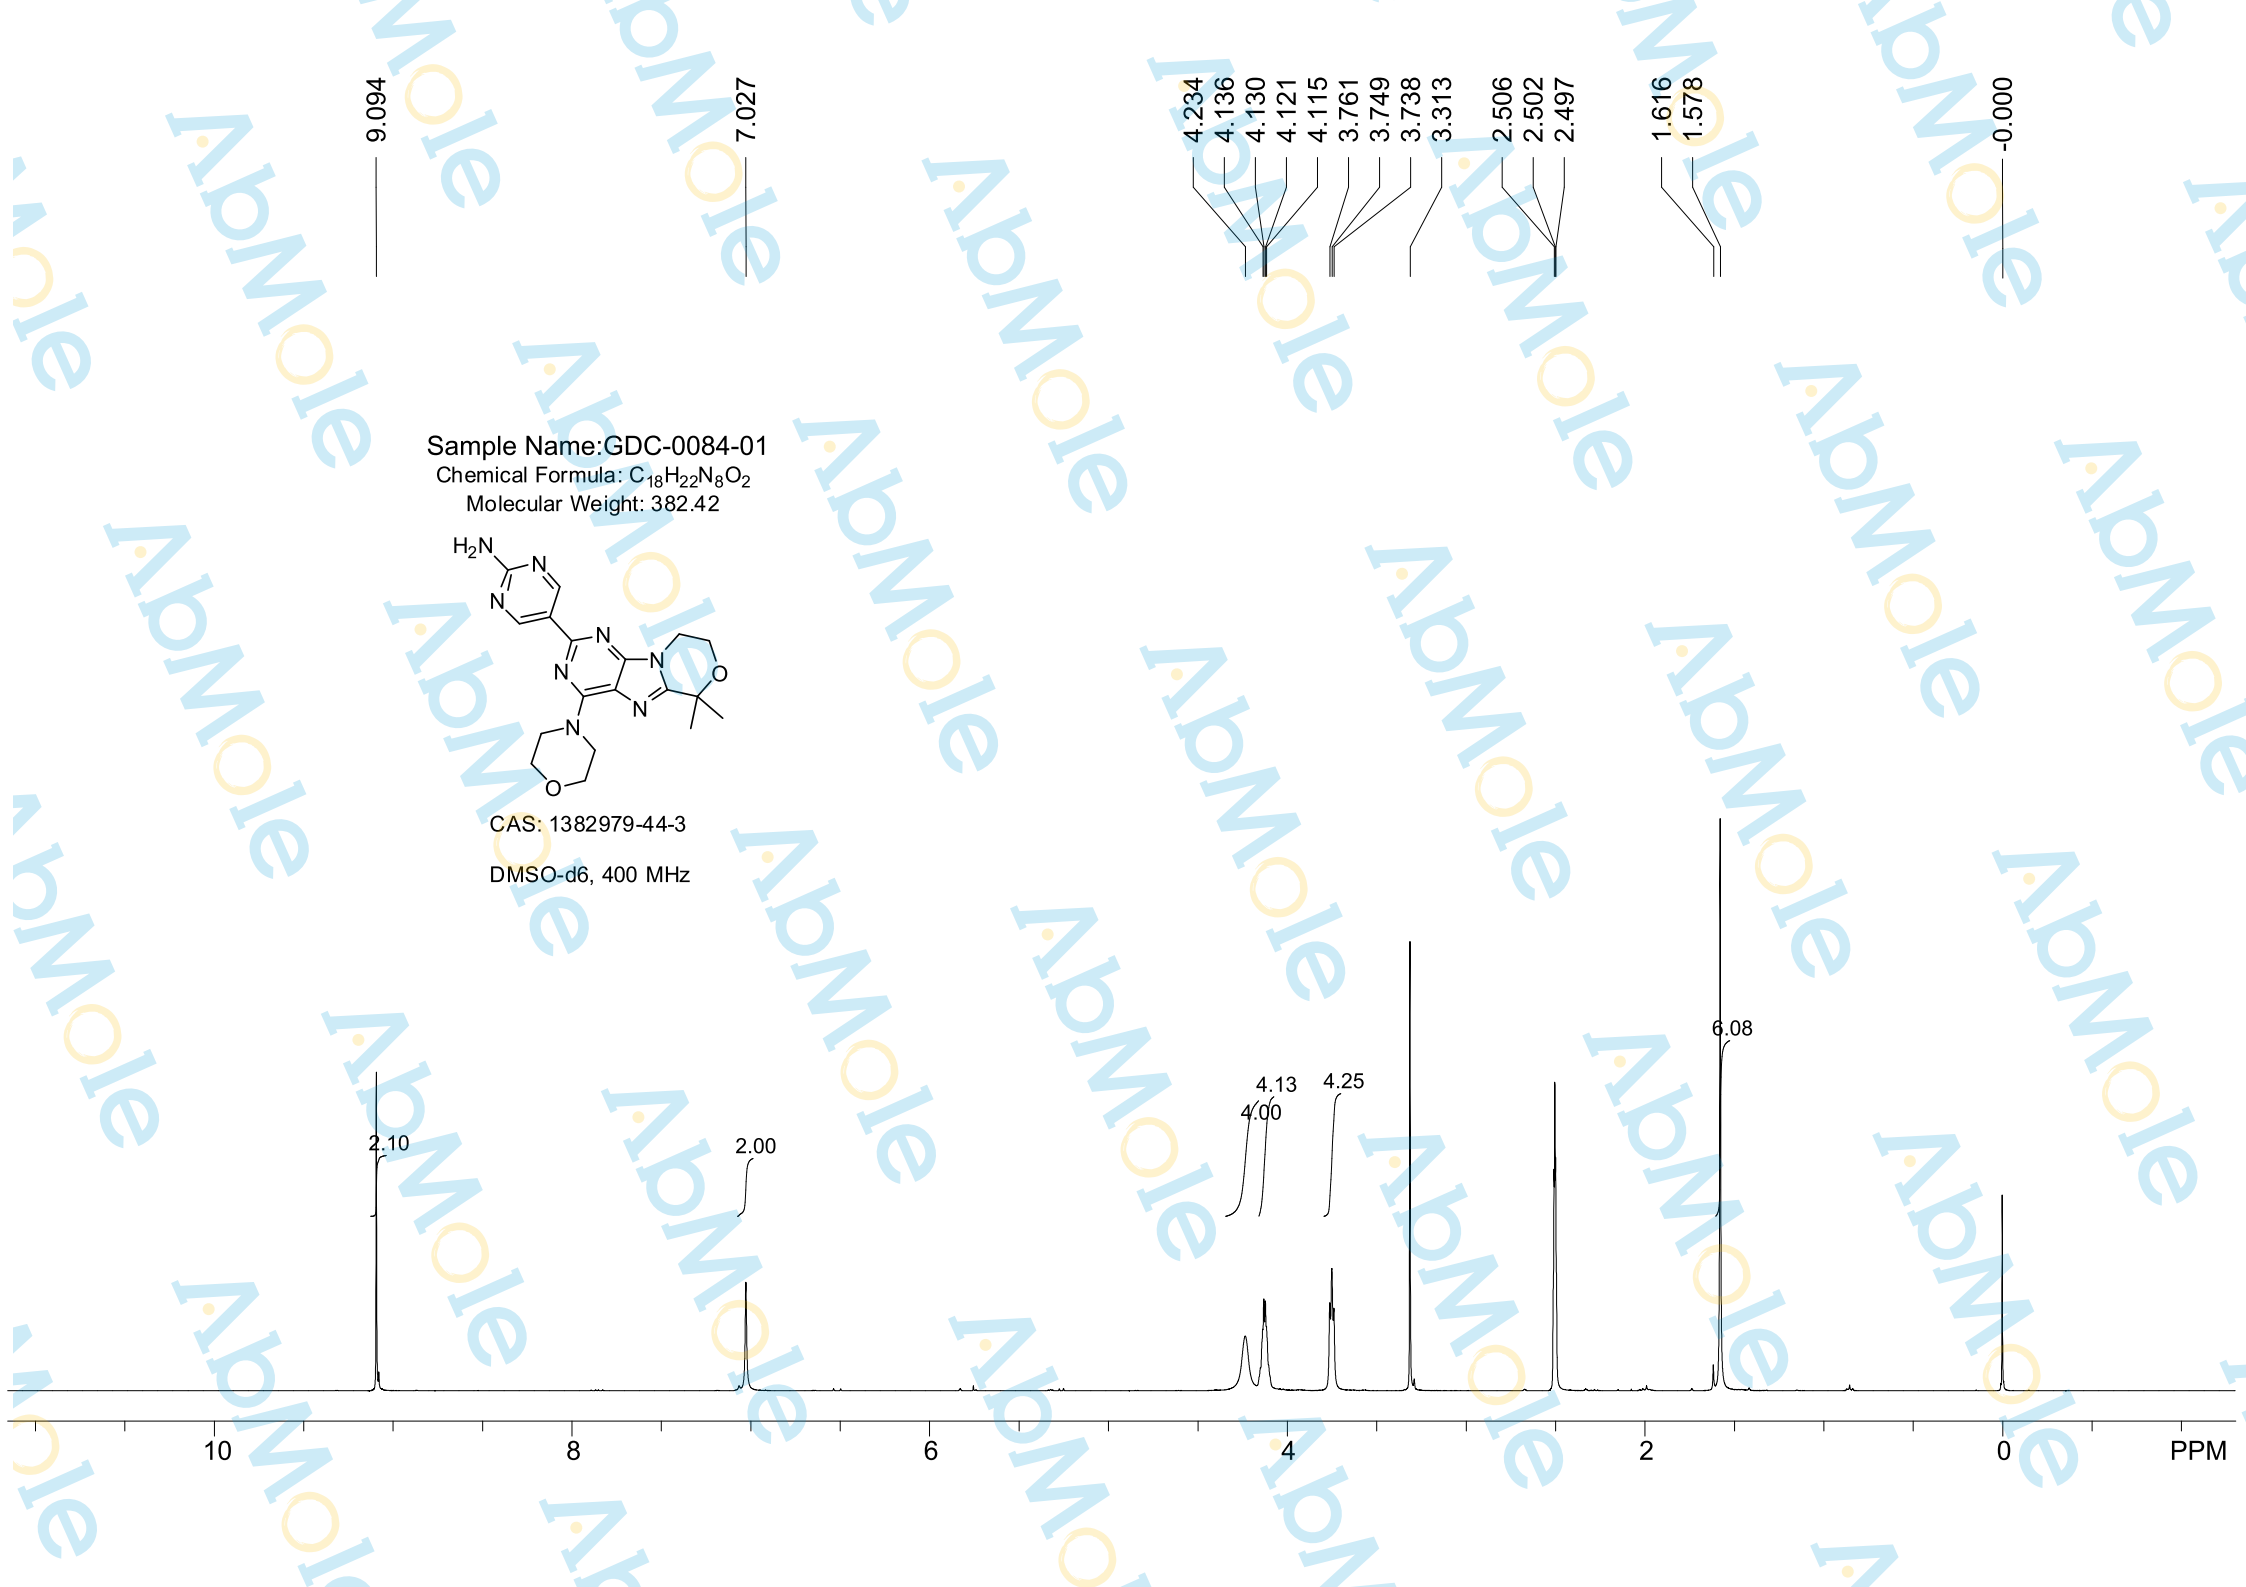 9.094
7.027
4.234
4.136
4.130
4.121
4.115
3.761
3.749
3.738
3.313
2.506
2.502
2.497
1.616
1.578
-0.000
Sample Name:GDC-0084-01
Chemical Formula: C18H22N8O2
Molecular Weight: 382.42
H2N
N
N
N
N
N
O
N
N
O
CAS: 1382979-44-3
DMSO-d6, 400 MHz
2.10
2.00
4.00
4.13
4.25
6.08
10
8
6
4
2
0
PPM
AbMole